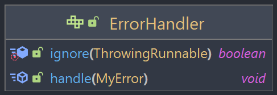 ErrorHandler
ignore(ThrowingRunnable) boolean
handle(MyError) void